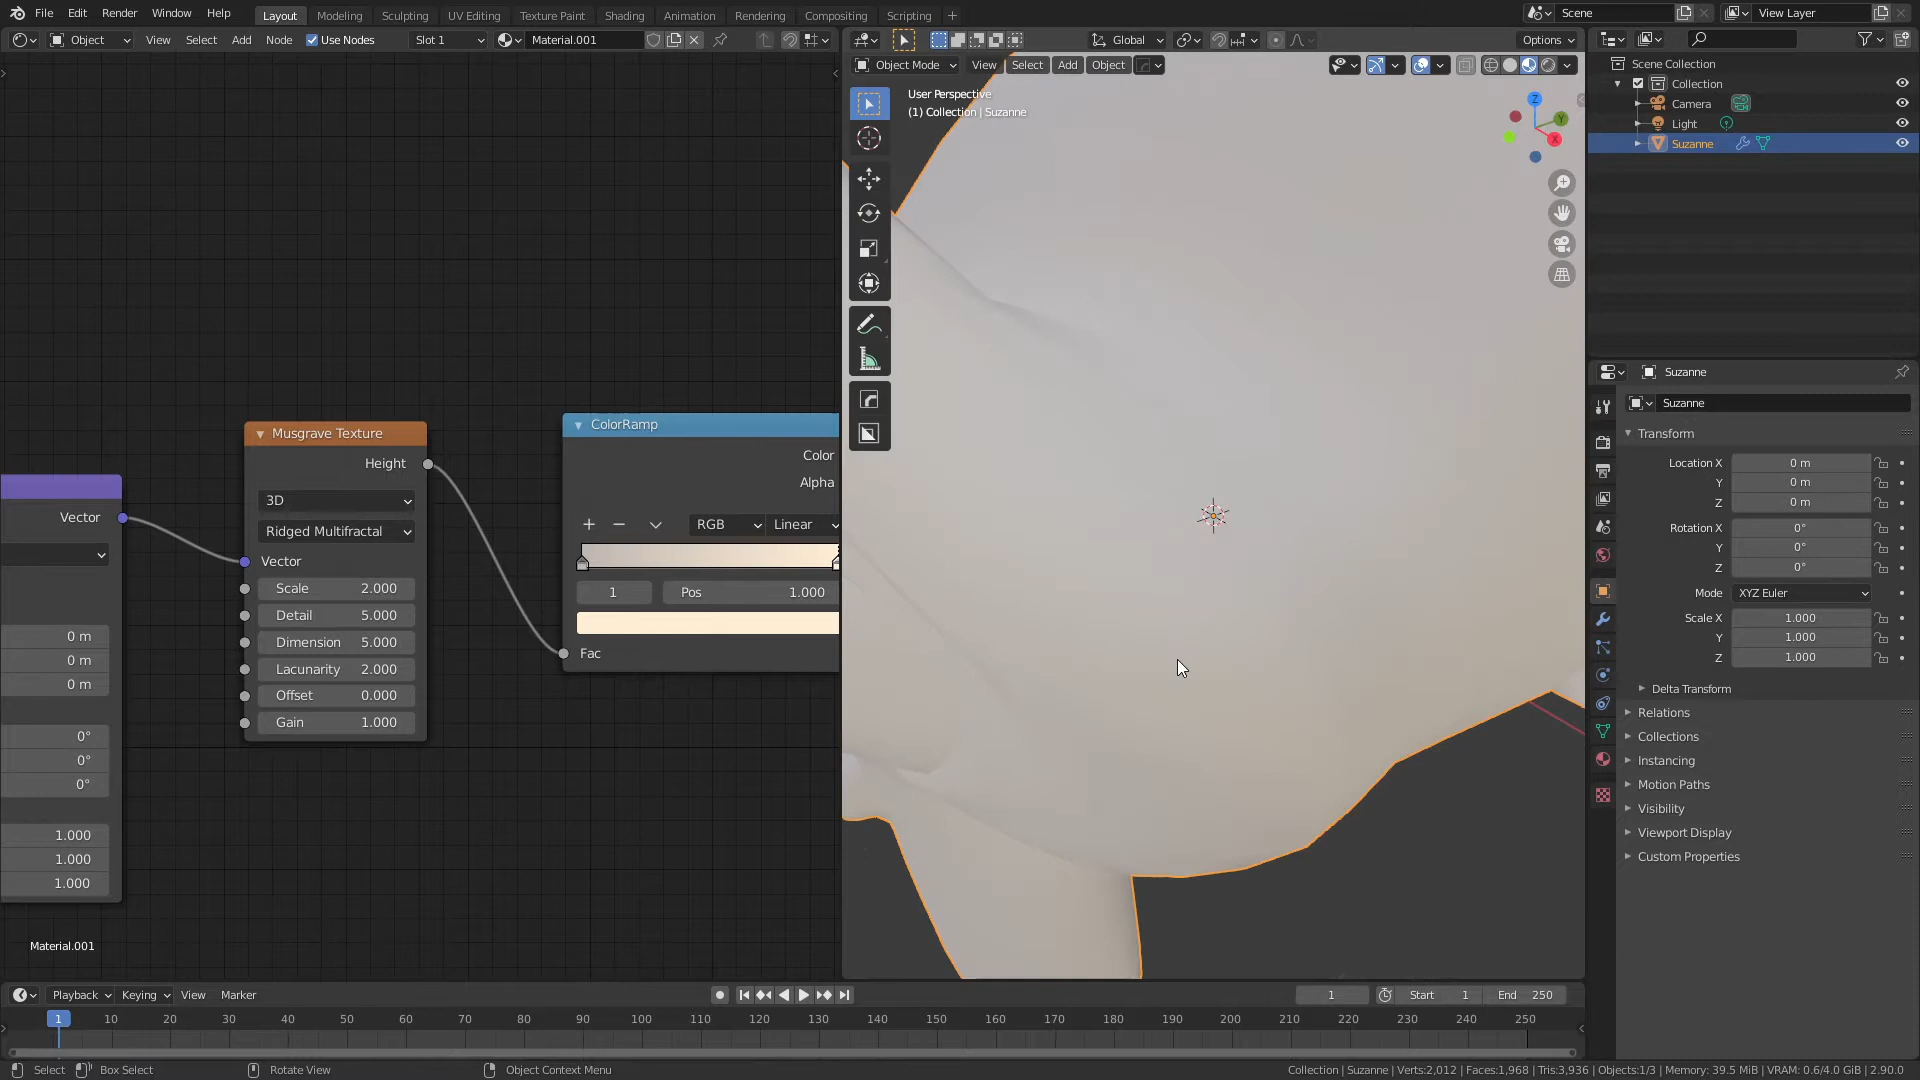 File Edit Render Window Help
Layout Modeling Sculpting UV Editing Texture Paint Shading Animation Rendering Compositing Scripting +
Scene
View Layer
Object View Select Add Node Use Nodes Slot 1 Material.001
Global
Options
Object Mode View Select Add Object
User Perspective
(1) Collection | Suzanne
Z
Y
X
Scene Collection
Collection
Camera
Light
Suzanne
Suzanne
Suzanne
Transform
Location X 0 m
Y 0 m
Z 0 m
Rotation X 0°
Y 0°
Z 0°
Mode XYZ Euler
Scale X 1.000
Y 1.000
Z 1.000
Delta Transform
Relations
Collections
Instancing
Motion Paths
Visibility
Viewport Display
Custom Properties
Vector
0 m
0 m
0 m
0°
0°
0°
1.000
1.000
1.000
Musgrave Texture
Height
3D
Ridged Multifractal
Vector
Scale 2.000
Detail 5.000
Dimension 5.000
Lacunarity 2.000
Offset 0.000
Gain 1.000
ColorRamp
Color
Alpha
+ − RGB Linear
1 Pos 1.000
Fac
Material.001
Playback Keying View Marker
1 Start 1 End 250
1 10 20 30 40 50 60 70 80 90 100 110 120 130 140 150 160 170 180 190 200 210 220 230 240 250
Select Box Select Rotate View Object Context Menu
Collection | Suzanne | Verts:2,012 | Faces:1,968 | Tris:3,936 | Objects:1/3 | Memory: 39.5 MiB | VRAM: 0.6/4.0 GiB | 2.90.0